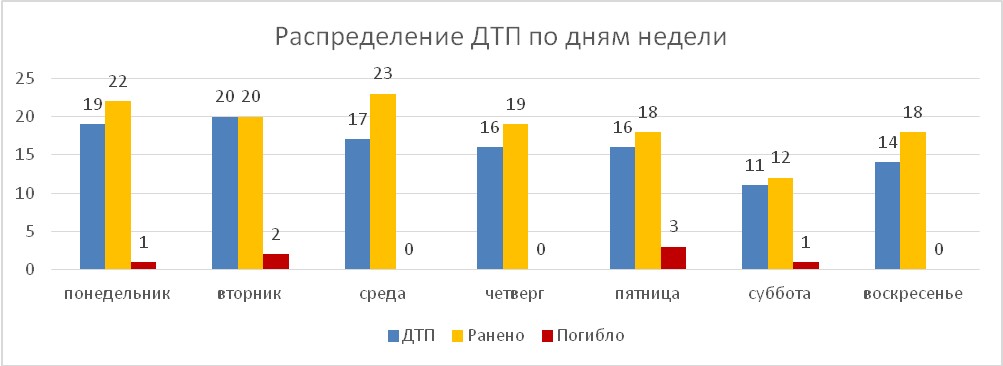 Распределение ДТП по дням недели
25
20
15
10
5
0
19 22 1
20 20 2
17 23 0
16 19 0
16 18 3
11 12 1
14 18 0
понедельник вторник среда четверг пятница суббота воскресенье
ДТП Ранено Погибло